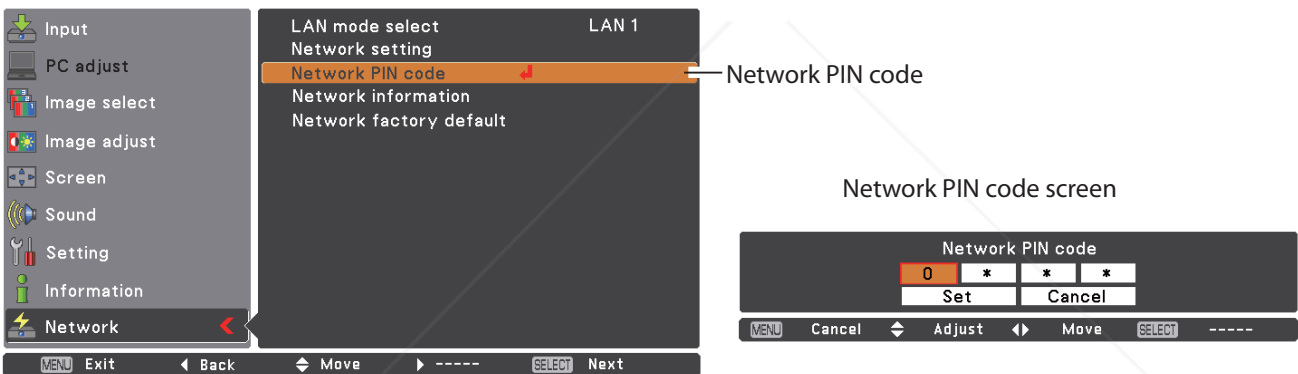 Input
PC adjust
Image select
Image adjust
Screen
Sound
Setting
Information
Network
LAN mode select LAN 1
Network setting
Network PIN code
Network information
Network factory default
MENU Exit Back Move ----- SELECT Next
Network PIN code
Network PIN code screen
Network PIN code
0 * * *
Set Cancel
MENU Cancel Adjust Move SELECT -----